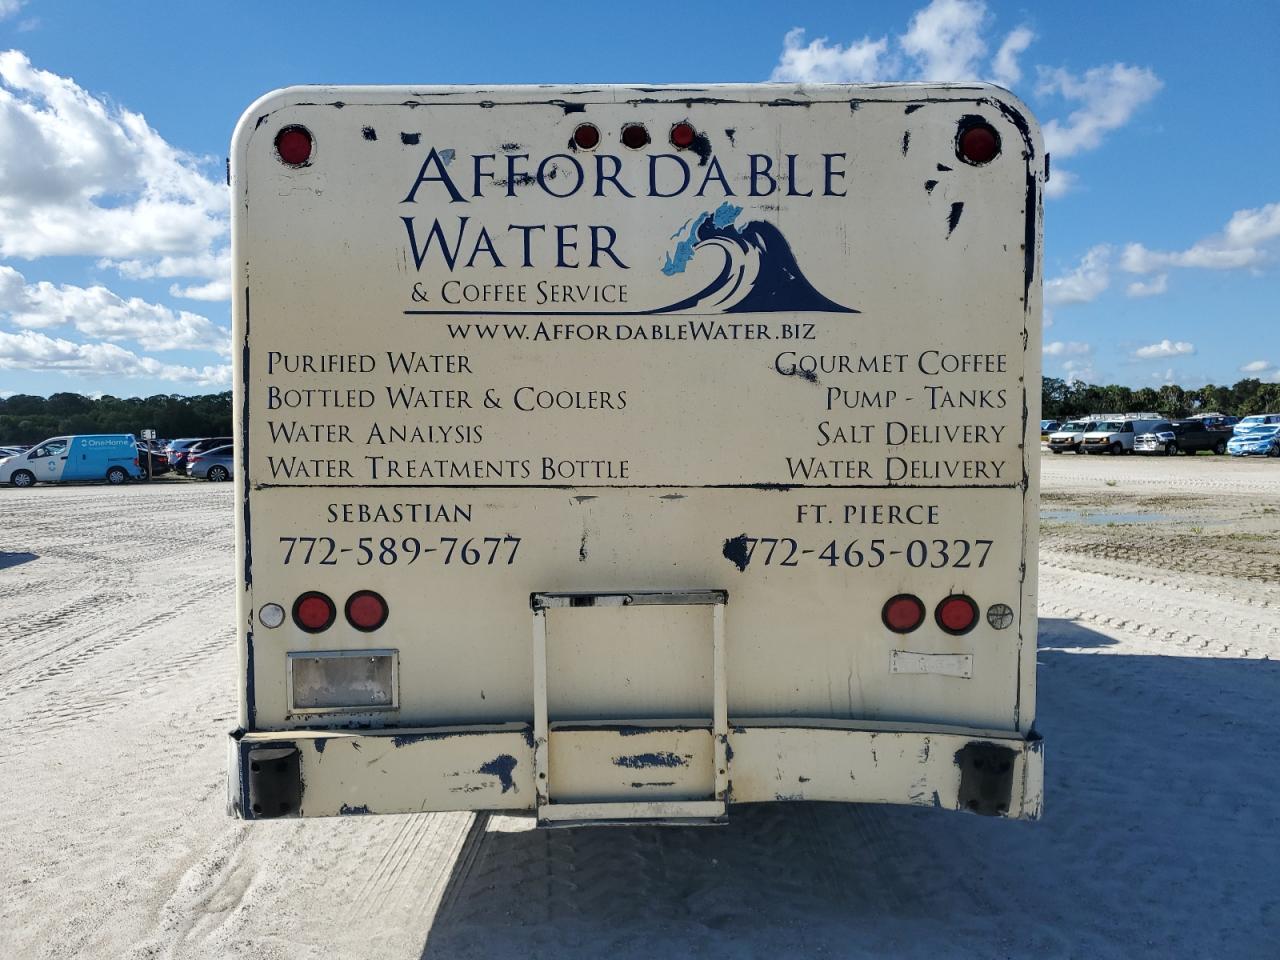 Affordable
Water
& Coffee Service
www.AffordableWater.biz
Purified Water
Bottled Water & Coolers
Water Analysis
Water Treatments Bottle
Gourmet Coffee
Pump - Tanks
Salt Delivery
Water Delivery
SEBASTIAN
772-589-7677
FT. PIERCE
772-465-0327
OneHome